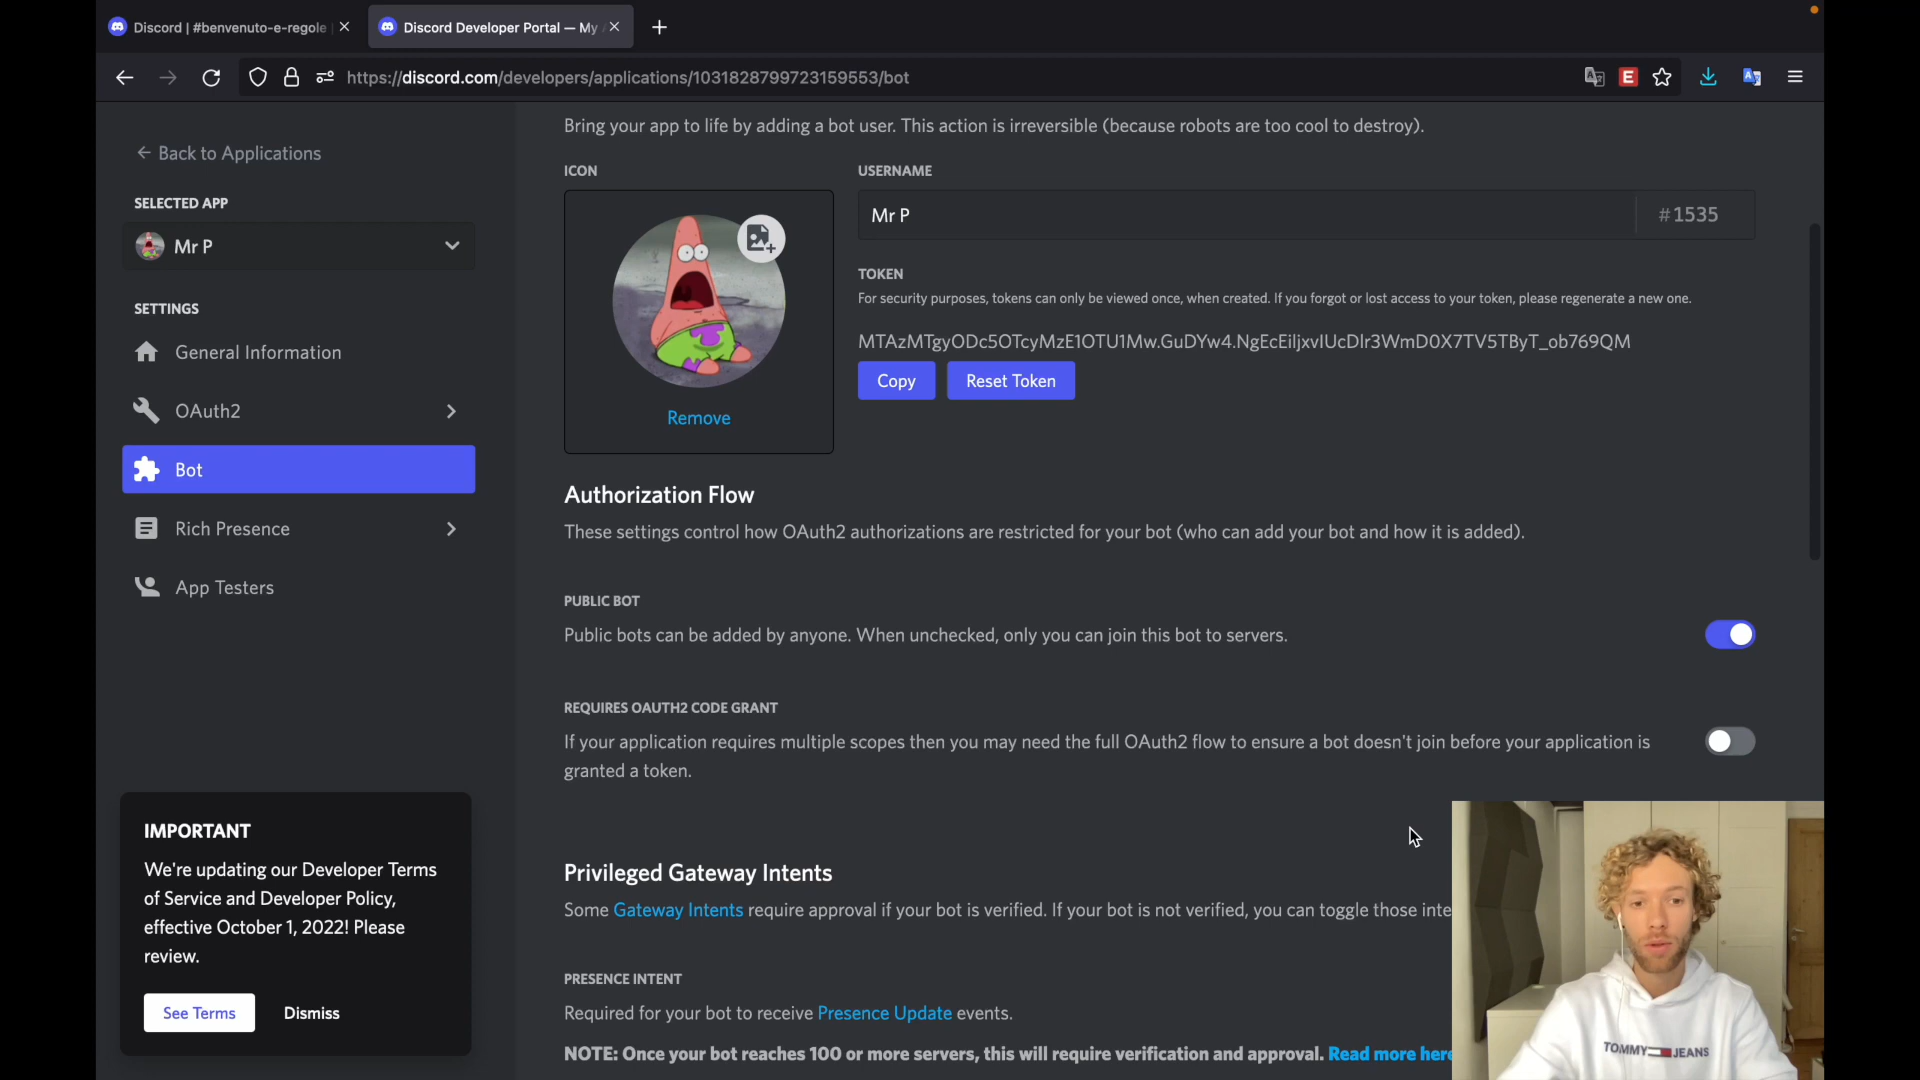 Discord | #benvenuto-e-regole
Discord Developer Portal — My
https://discord.com/developers/applications/1031828799723159553/bot
E
← Back to Applications
SELECTED APP
Mr P
SETTINGS
General Information
OAuth2
Bot
Rich Presence
App Testers
IMPORTANT
We're updating our Developer Terms
of Service and Developer Policy,
effective October 1, 2022! Please
review.
See Terms
Dismiss
Bring your app to life by adding a bot user. This action is irreversible (because robots are too cool to destroy).
ICON
Remove
USERNAME
Mr P
#1535
TOKEN
For security purposes, tokens can only be viewed once, when created. If you forgot or lost access to your token, please regenerate a new one.
Copy
Reset Token
Authorization Flow
These settings control how OAuth2 authorizations are restricted for your bot (who can add your bot and how it is added).
PUBLIC BOT
Public bots can be added by anyone. When unchecked, only you can join this bot to servers.
REQUIRES OAUTH2 CODE GRANT
If your application requires multiple scopes then you may need the full OAuth2 flow to ensure a bot doesn't join before your application is
granted a token.
Privileged Gateway Intents
Some Gateway Intents require approval if your bot is verified. If your bot is not verified, you can toggle those inte
PRESENCE INTENT
Required for your bot to receive Presence Update events.
NOTE: Once your bot reaches 100 or more servers, this will require verification and approval. Read more here
TOMMY JEANS